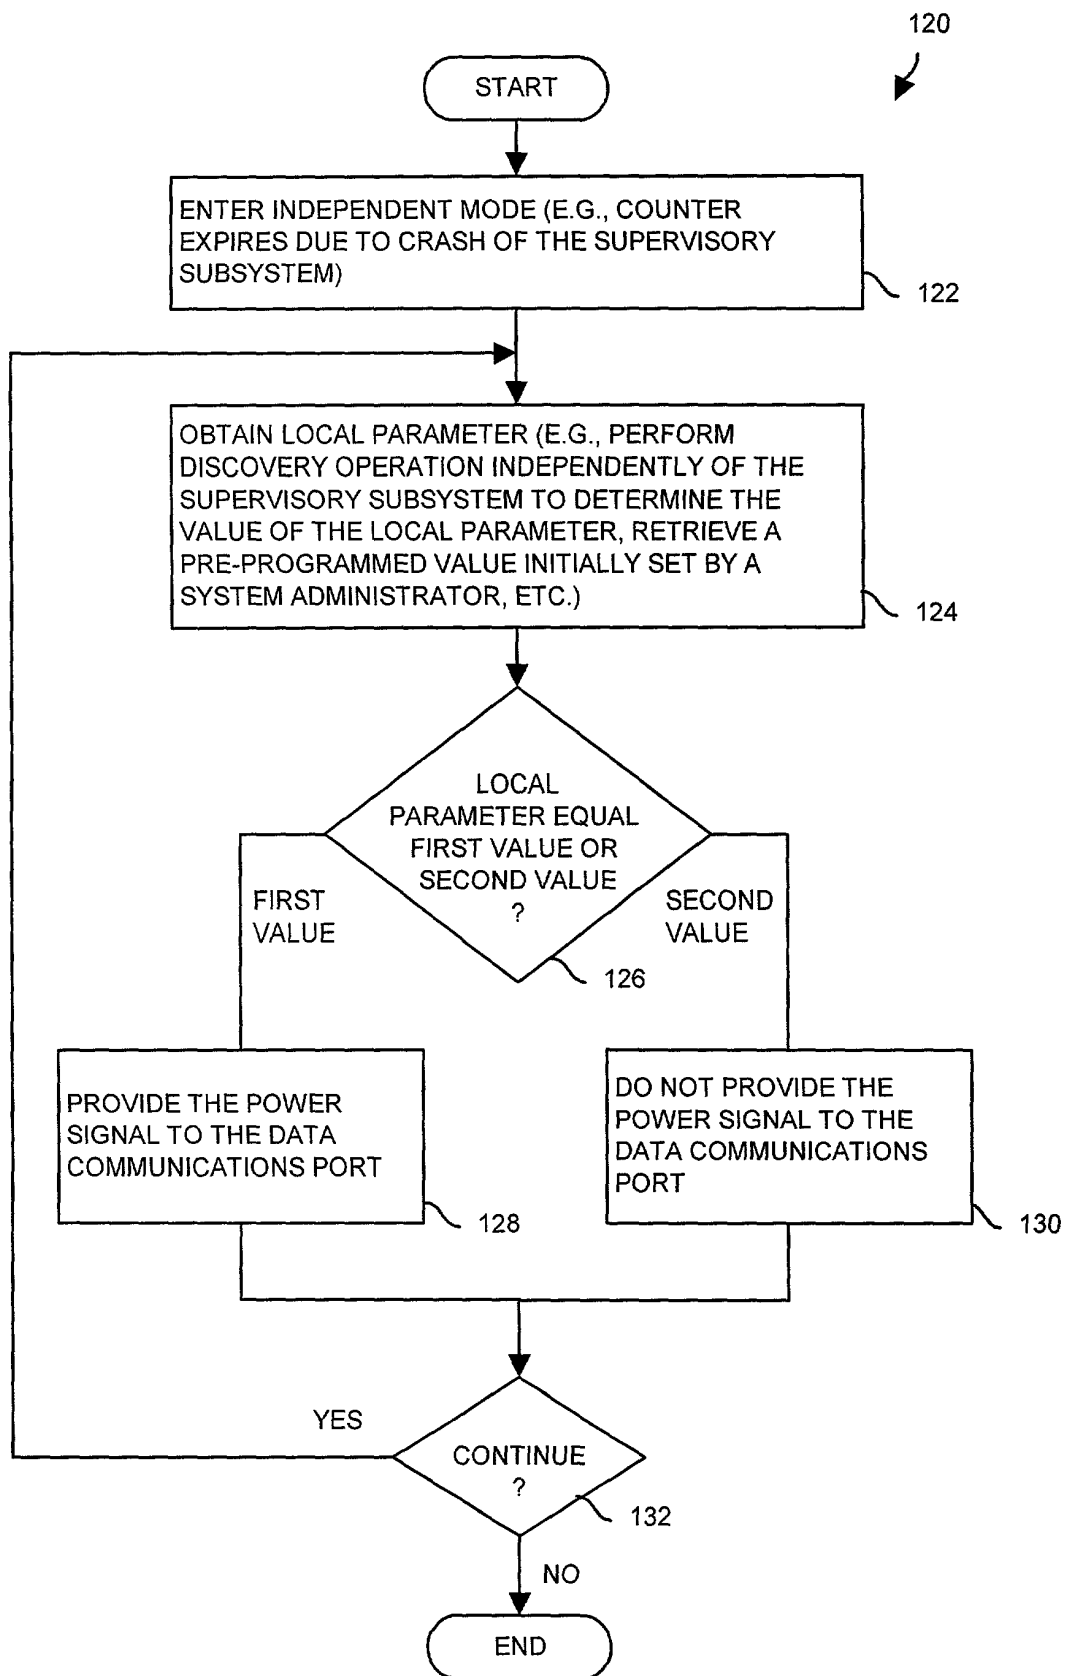 120
START
ENTER INDEPENDENT MODE (E.G., COUNTER
EXPIRES DUE TO CRASH OF THE SUPERVISORY
SUBSYSTEM)
122
OBTAIN LOCAL PARAMETER (E.G., PERFORM
DISCOVERY OPERATION INDEPENDENTLY OF THE
SUPERVISORY SUBSYSTEM TO DETERMINE THE
VALUE OF THE LOCAL PARAMETER, RETRIEVE A
PRE-PROGRAMMED VALUE INITIALLY SET BY A
SYSTEM ADMINISTRATOR, ETC.)
124
LOCAL
PARAMETER EQUAL
FIRST VALUE OR
SECOND VALUE
?
126
FIRST
VALUE
SECOND
VALUE
PROVIDE THE POWER
SIGNAL TO THE DATA
COMMUNICATIONS PORT
128
DO NOT PROVIDE THE
POWER SIGNAL TO THE
DATA COMMUNICATIONS
PORT
130
YES
CONTINUE
?
132
NO
END